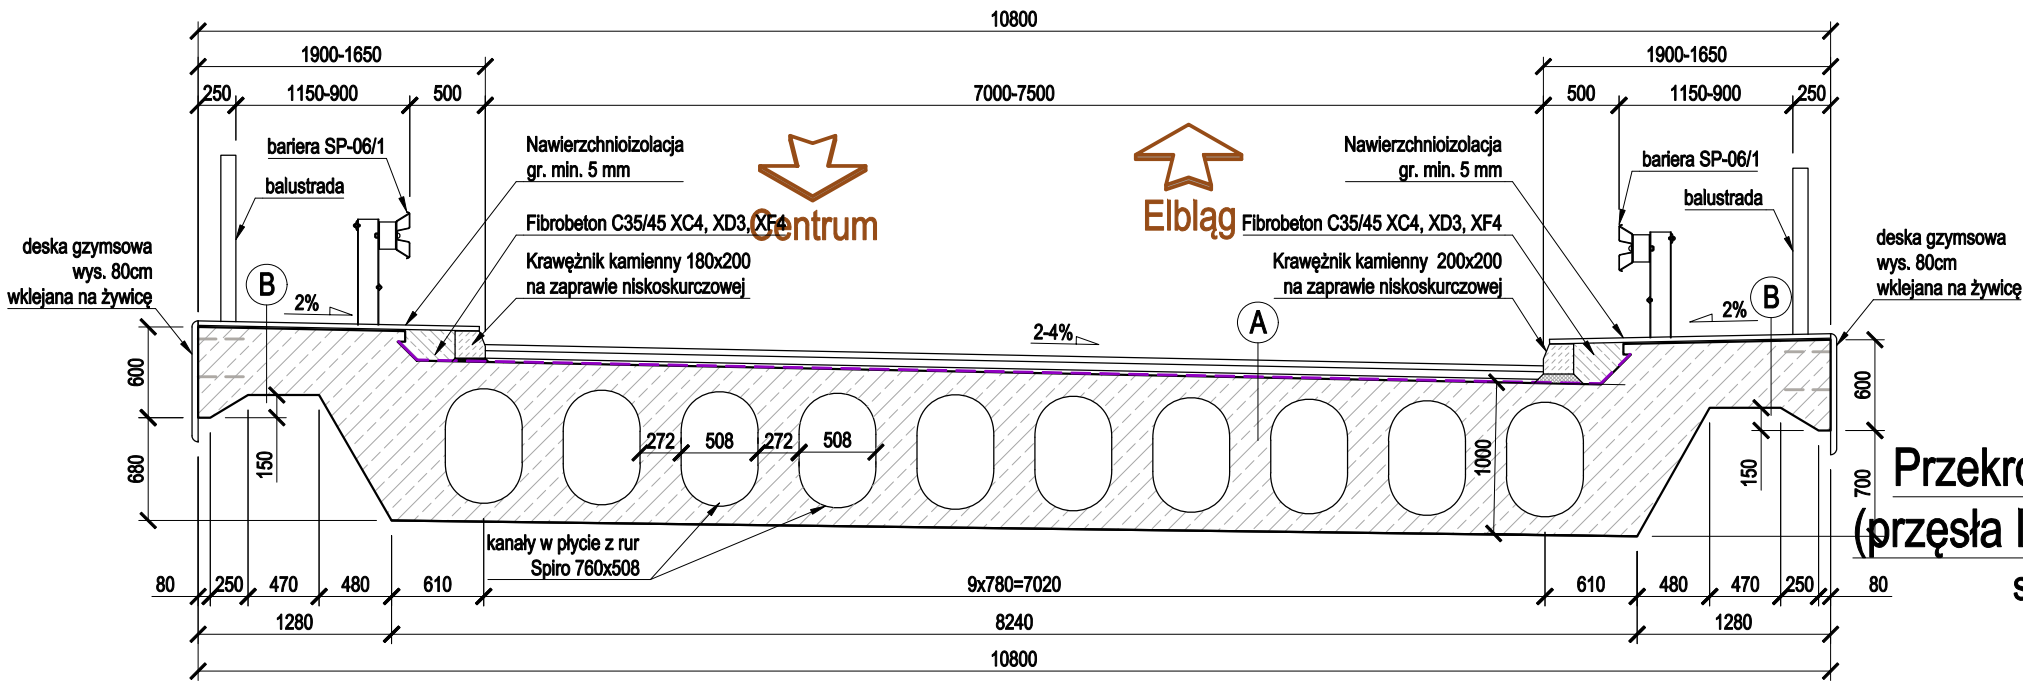 10800
1900-1650
1900-1650
250
1150-900
500
7000-7500
500
1150-900
250
bariera SP-06/1
balustrada
Nawierzchnioizolacja
gr. min. 5 mm
Fibrobeton C35/45 XC4, XD3, XF4
Krawężnik kamienny 180x200
na zaprawie niskoskurczowej
Centrum
Elbląg
Nawierzchnioizolacja
gr. min. 5 mm
Fibrobeton C35/45 XC4, XD3, XF4
Krawężnik kamienny 200x200
na zaprawie niskoskurczowej
bariera SP-06/1
balustrada
deska gzymsowa
wys. 80cm
wklejana na żywicę
deska gzymsowa
wys. 80cm
wklejana na żywicę
B
2%
2-4%
A
2%
B
600
680
150
272
508
272
508
1000
150
600
700
Przekro
(przęsła
s
kanały w płycie z rur
Spiro 760x508
80
250
470
480
610
9x780=7020
610
480
470
250
80
1280
8240
1280
10800